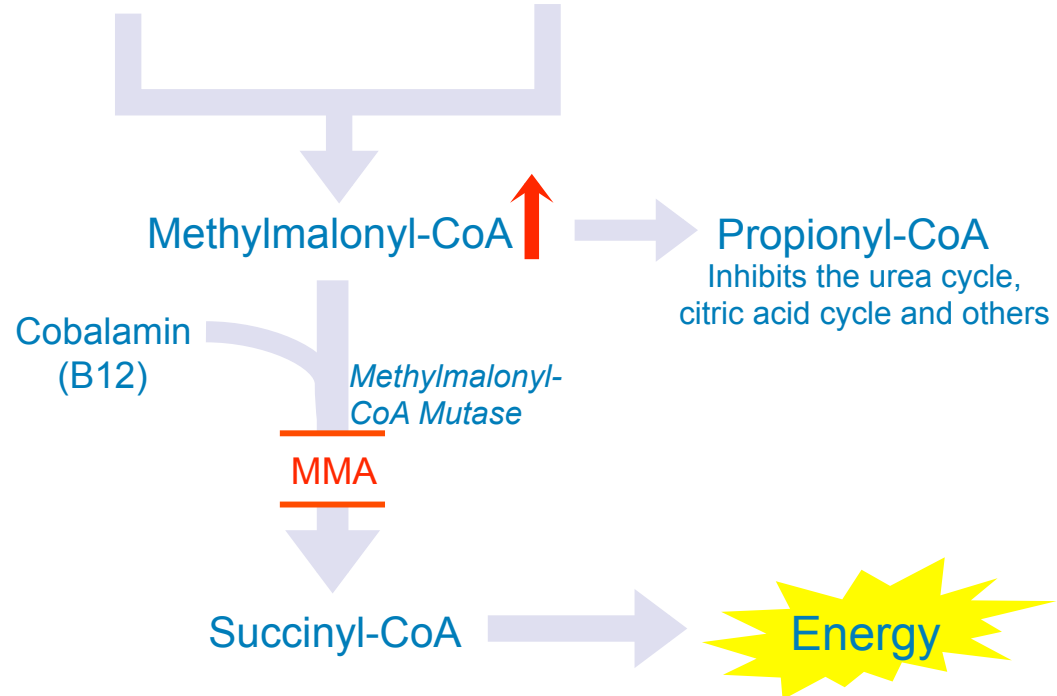 Methylmalonyl-CoA
Propionyl-CoA
Inhibits the urea cycle,
citric acid cycle and others
Cobalamin
(B12)
Methylmalonyl-
CoA Mutase
MMA
Succinyl-CoA
Energy